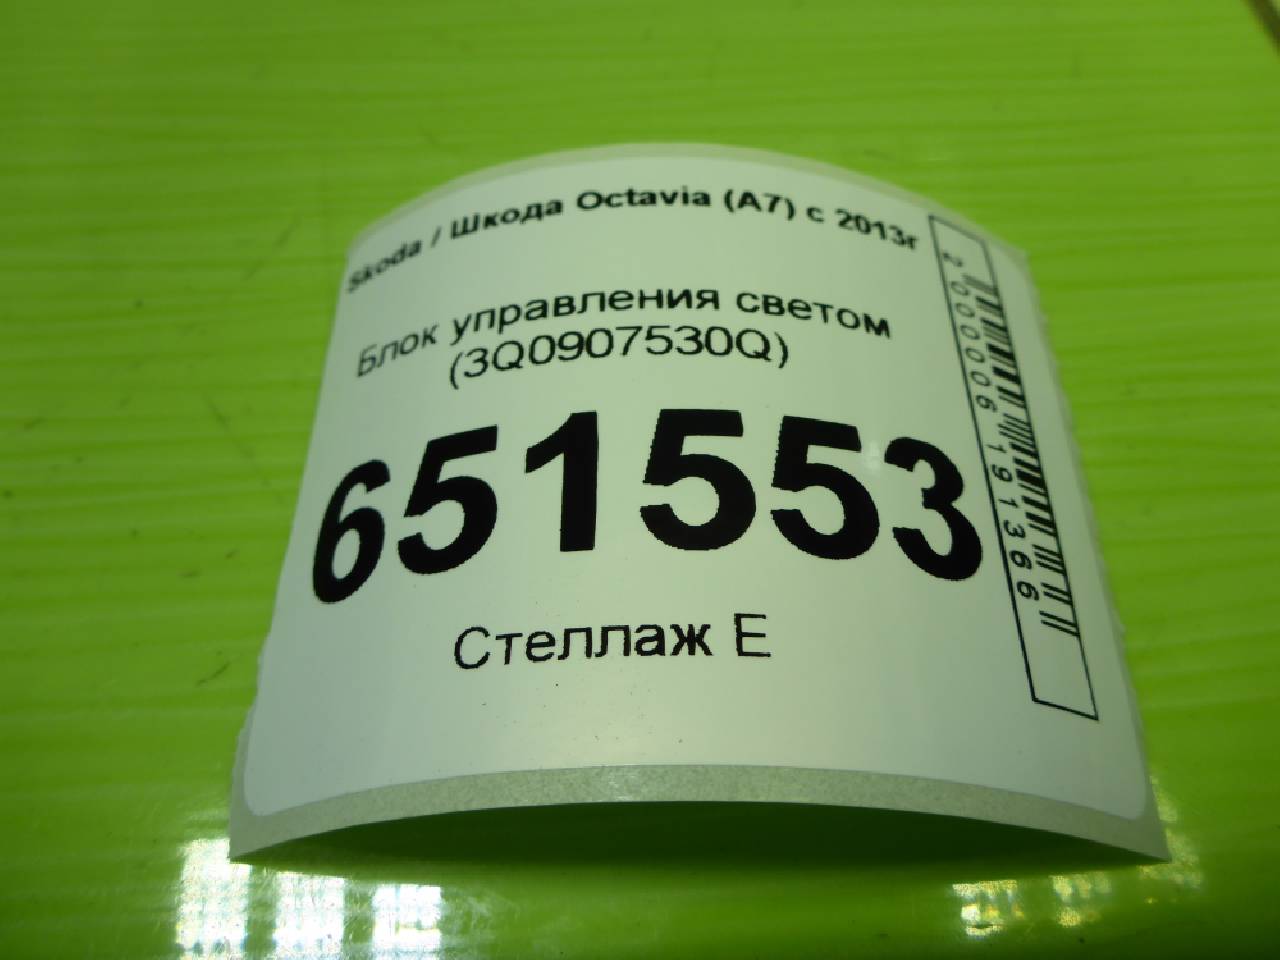 Skoda / Шкода Octavia (A7) с 2013г
Блок управления светом
(3Q0907530Q)
651553
Стеллаж Е
2000006191366